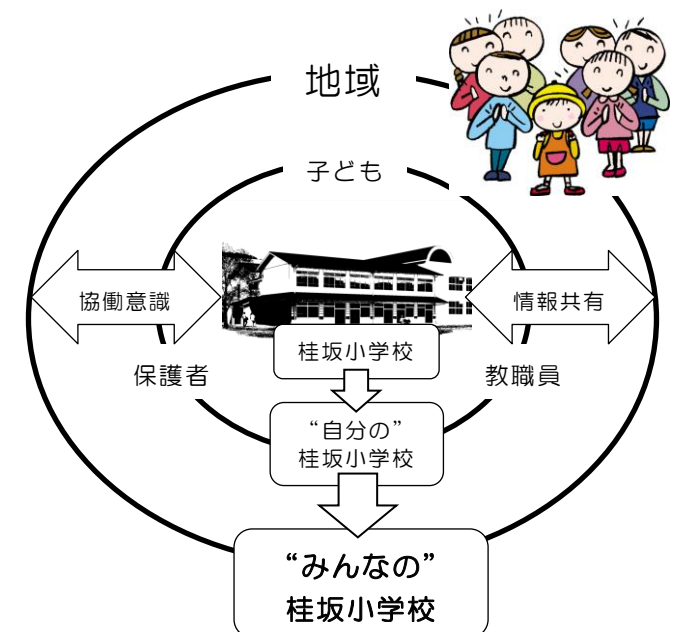 地域
子ども
協働意識
情報共有
桂坂小学校
保護者
教職員
“自分の”
桂坂小学校
“みんなの”
桂坂小学校